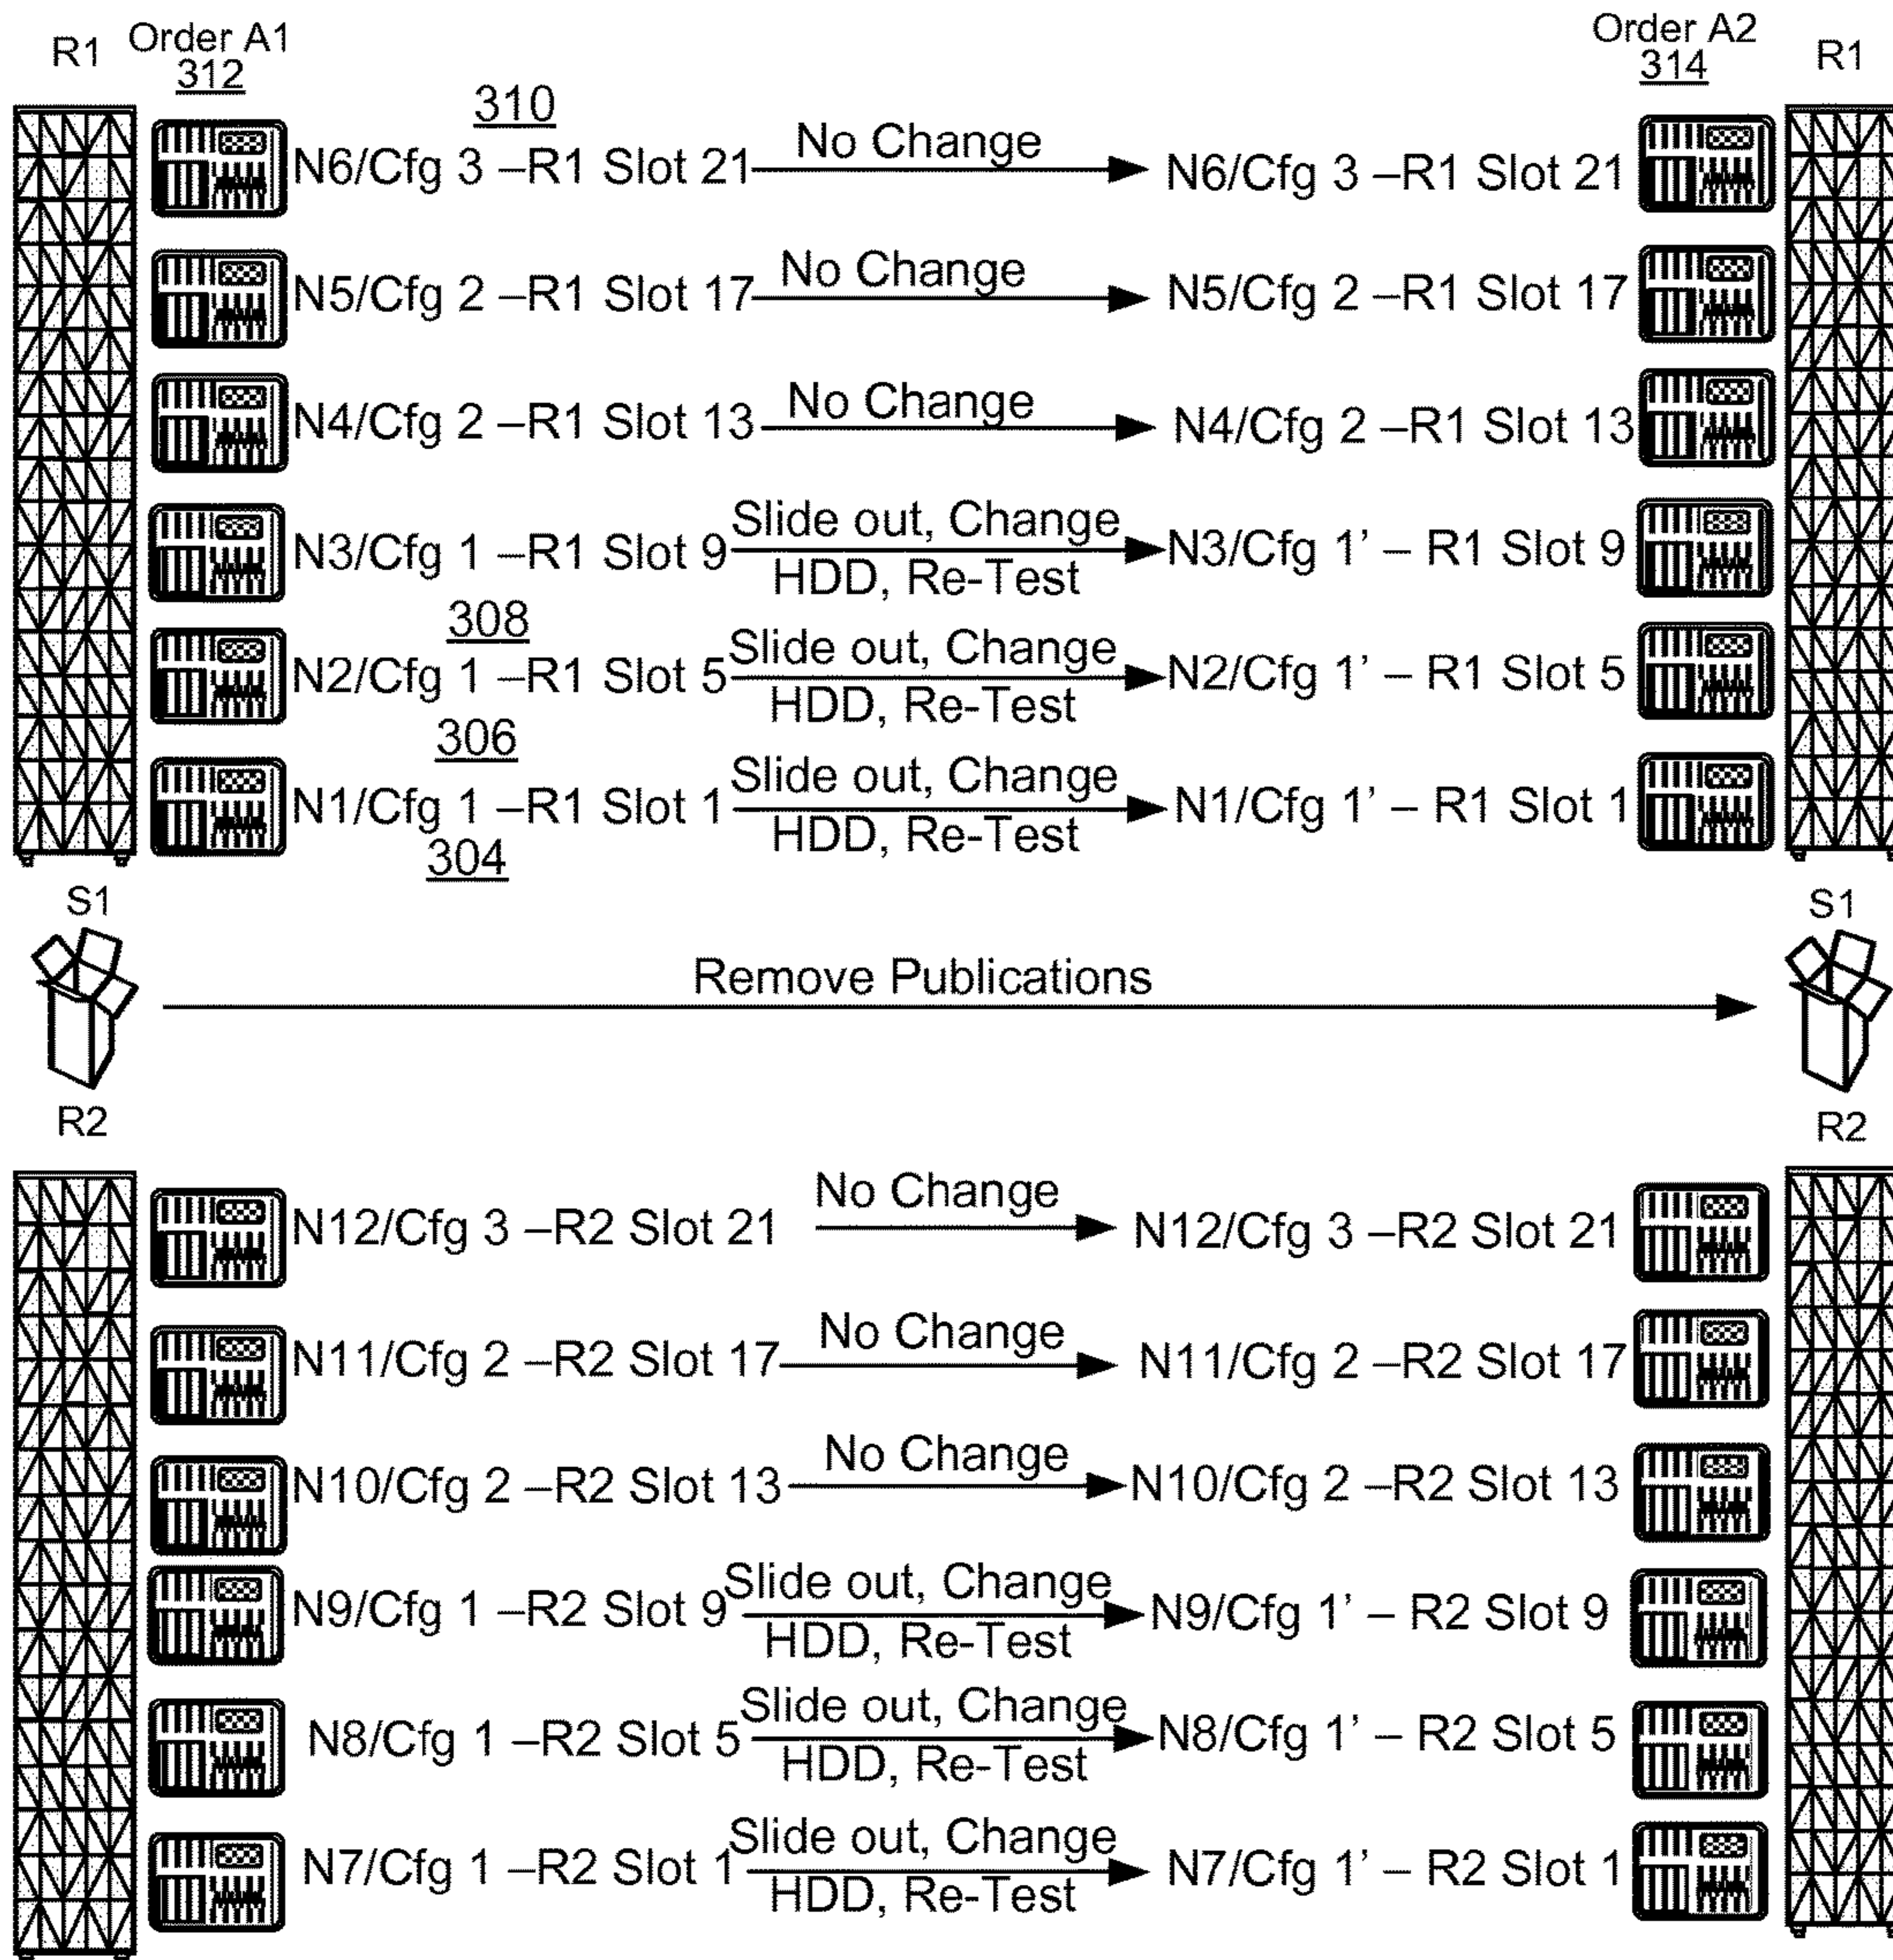 R1 Order A1 Order A2 R1
312 314
310
N6/Cfg 3 –R1 Slot 21 No Change N6/Cfg 3 –R1 Slot 21
N5/Cfg 2 –R1 Slot 17 No Change N5/Cfg 2 –R1 Slot 17
N4/Cfg 2 –R1 Slot 13 No Change N4/Cfg 2 –R1 Slot 13
N3/Cfg 1 –R1 Slot 9 Slide out, Change HDD, Re-Test N3/Cfg 1’ – R1 Slot 9
308
N2/Cfg 1 –R1 Slot 5 Slide out, Change HDD, Re-Test N2/Cfg 1’ – R1 Slot 5
306
N1/Cfg 1 –R1 Slot 1 Slide out, Change HDD, Re-Test N1/Cfg 1’ – R1 Slot 1
304
S1 S1
Remove Publications
R2 R2
N12/Cfg 3 –R2 Slot 21 No Change N12/Cfg 3 –R2 Slot 21
N11/Cfg 2 –R2 Slot 17 No Change N11/Cfg 2 –R2 Slot 17
N10/Cfg 2 –R2 Slot 13 No Change N10/Cfg 2 –R2 Slot 13
N9/Cfg 1 –R2 Slot 9 Slide out, Change HDD, Re-Test N9/Cfg 1’ – R2 Slot 9
N8/Cfg 1 –R2 Slot 5 Slide out, Change HDD, Re-Test N8/Cfg 1’ – R2 Slot 5
N7/Cfg 1 –R2 Slot 1 Slide out, Change HDD, Re-Test N7/Cfg 1’ – R2 Slot 1